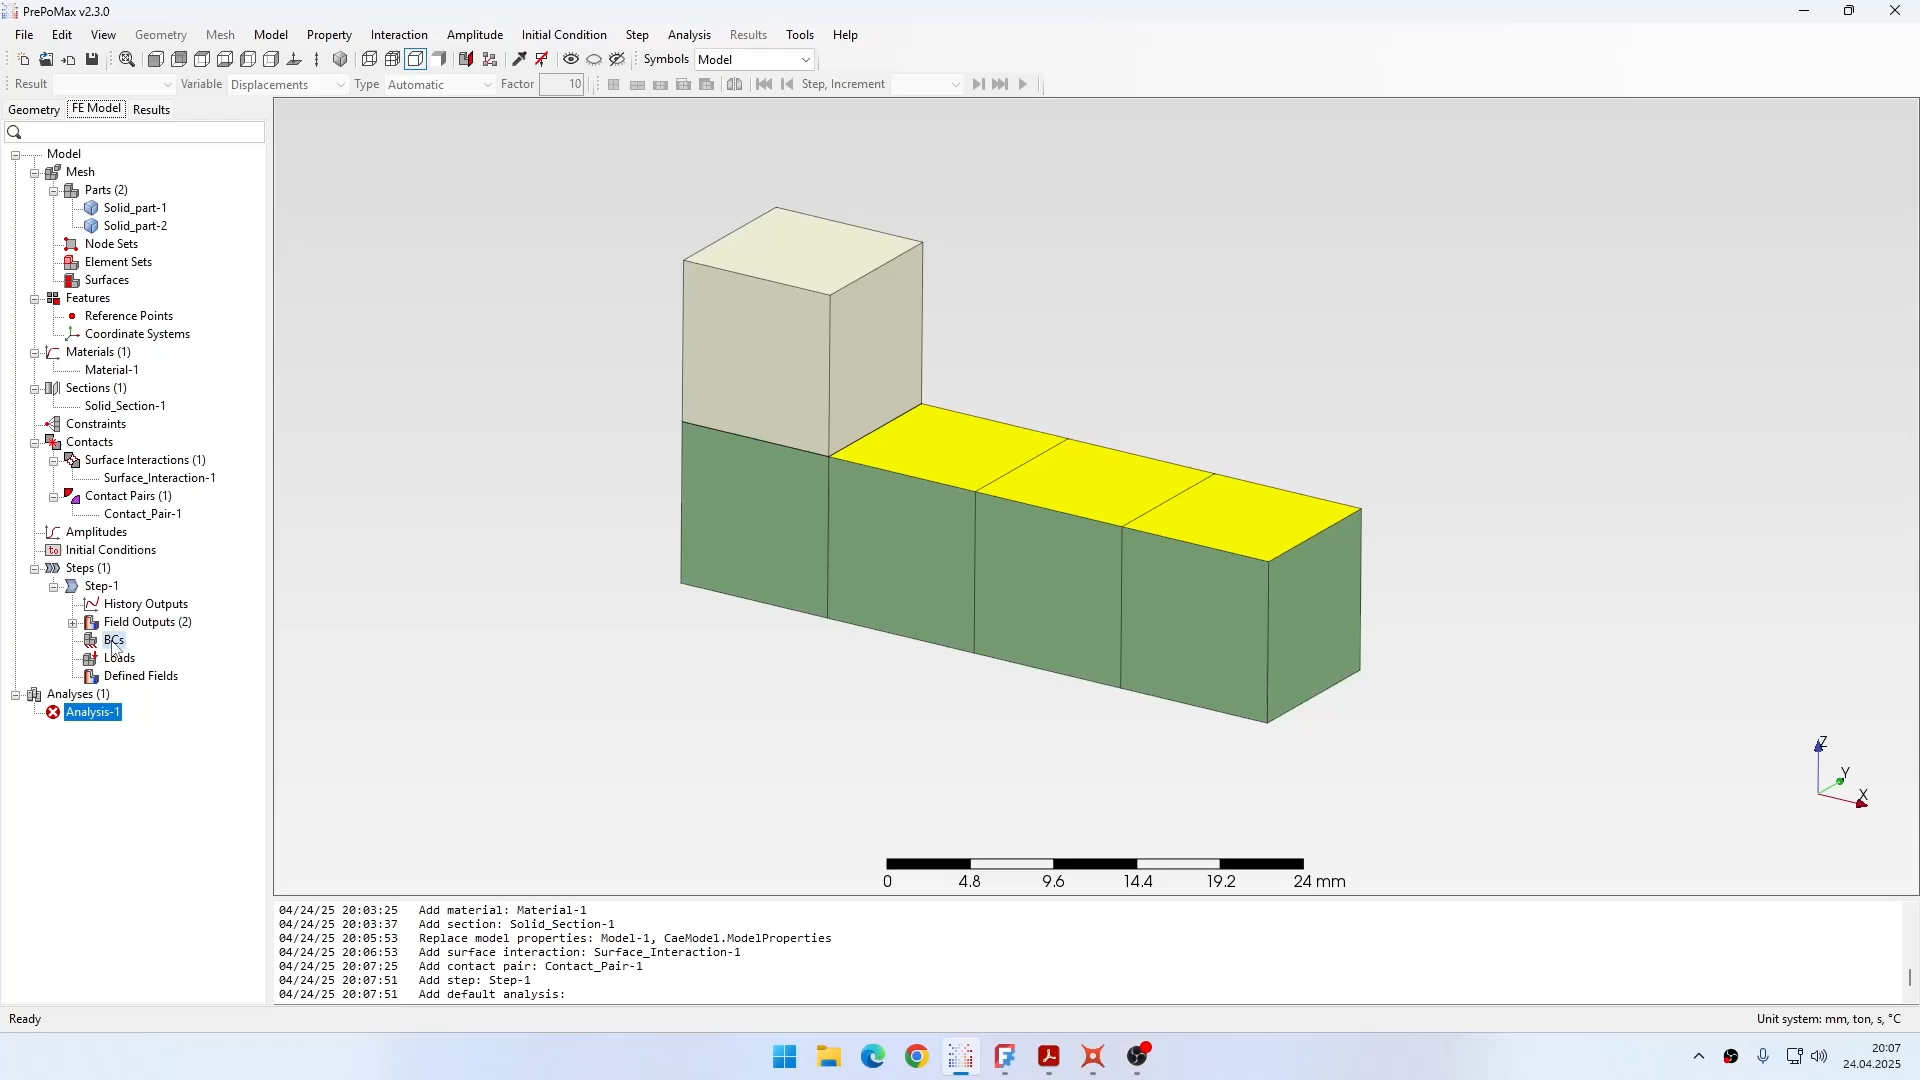 PrePoMax v2.3.0
File Edit View Geometry Mesh Model Property Interaction Amplitude Initial Condition Step Analysis Results Tools Help
Symbols Model
Result Variable Displacements Type Automatic Factor 10 Step, Increment
Geometry FE Model Results
Model
Mesh
Parts (2)
Solid_part-1
Solid_part-2
Node Sets
Element Sets
Surfaces
Features
Reference Points
Coordinate Systems
Materials (1)
Material-1
Sections (1)
Solid_Section-1
Constraints
Contacts
Surface Interactions (1)
Surface_Interaction-1
Contact Pairs (1)
Contact_Pair-1
Amplitudes
Initial Conditions
Steps (1)
Step-1
History Outputs
Field Outputs (2)
BCs
Loads
Defined Fields
Analyses (1)
Analysis-1
Z
Y
X
0 4.8 9.6 14.4 19.2 24 mm
04/24/25 20:03:25 Add material: Material-1
04/24/25 20:03:37 Add section: Solid_Section-1
04/24/25 20:05:53 Replace model properties: Model-1, CaeModel.ModelProperties
04/24/25 20:06:53 Add surface interaction: Surface_Interaction-1
04/24/25 20:07:25 Add contact pair: Contact_Pair-1
04/24/25 20:07:51 Add step: Step-1
04/24/25 20:07:51 Add default analysis:
Ready Unit system: mm, ton, s, °C
20:07
24.04.2025